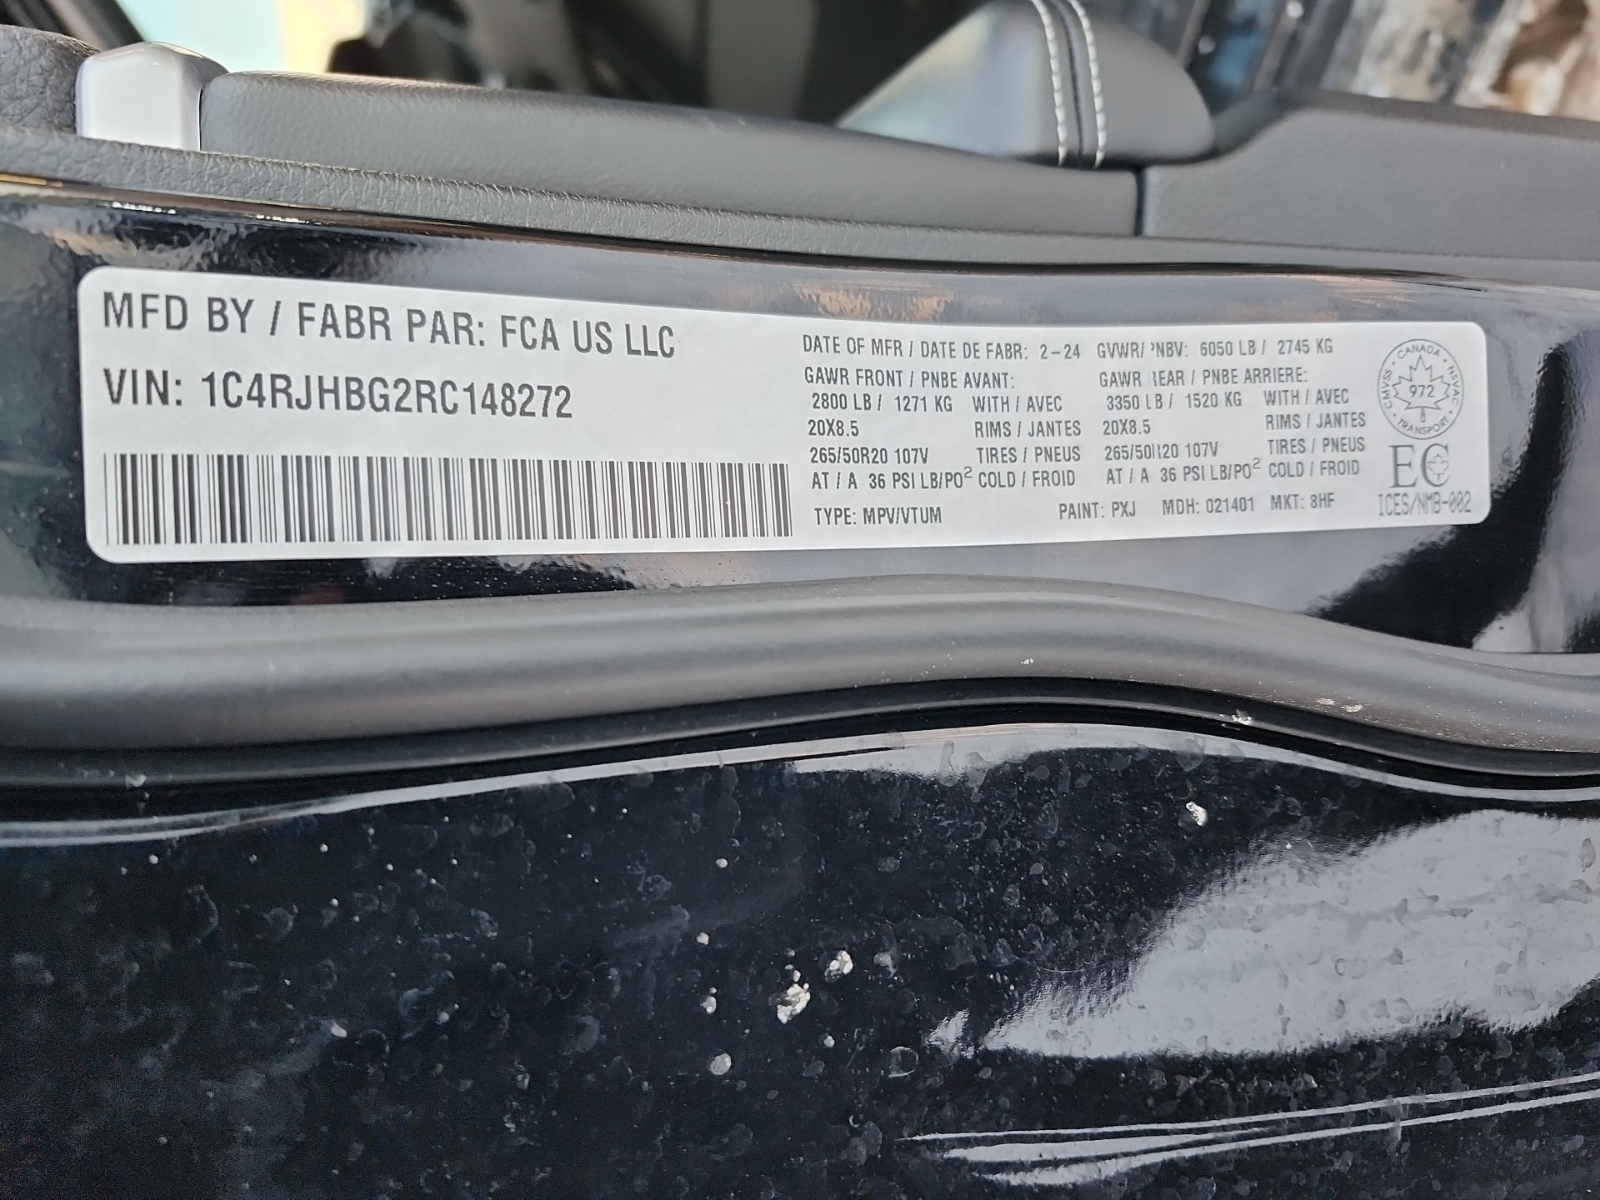 MFD BY / FABR PAR: FCA US LLC
VIN: 1C4RJHBG2RC148272
DATE OF MFR / DATE DE FABR: 2-24 GVWR/ PNBV: 6050 LB / 2745 KG
GAWR FRONT / PNBE AVANT:
2800 LB / 1271 KG WITH / AVEC
20X8.5 RIMS / JANTES
265/50R20 107V TIRES / PNEUS
AT / A 36 PSI LB/PO² COLD / FROID
GAWR REAR / PNBE ARRIERE:
3350 LB / 1520 KG WITH / AVEC
20X8.5 RIMS / JANTES
265/50R20 107V TIRES / PNEUS
AT / A 36 PSI LB/PO² COLD / FROID
TYPE: MPV/VTUM PAINT: PXJ MDH: 021401 MKT: 8HF
CANADA
CMVSS NSVAC
972
8
TRANSPORT
EC
ICES/NMB-002